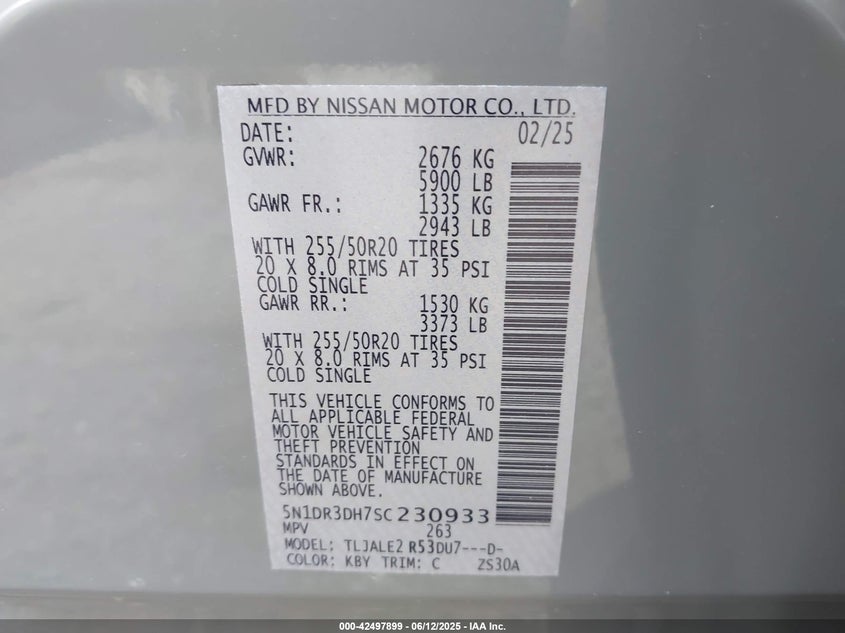 MFD BY NISSAN MOTOR CO., LTD.
DATE: 02/25
GVWR: 2676 KG
5900 LB
GAWR FR.: 1335 KG
2943 LB
WITH 255/50R20 TIRES
20 X 8.0 RIMS AT 35 PSI
COLD SINGLE
GAWR RR.: 1530 KG
3373 LB
WITH 255/50R20 TIRES
20 X 8.0 RIMS AT 35 PSI
COLD SINGLE
THIS VEHICLE CONFORMS TO
ALL APPLICABLE FEDERAL
MOTOR VEHICLE SAFETY AND
THEFT PREVENTION
STANDARDS IN EFFECT ON
THE DATE OF MANUFACTURE
SHOWN ABOVE.
5N1DR3DH7SC230933
MPV 263
MODEL: TLJALE2 R53DU7---D-
COLOR: KBY TRIM: C ZS30A
000-42497899 - 06/12/2025 - IAA Inc.